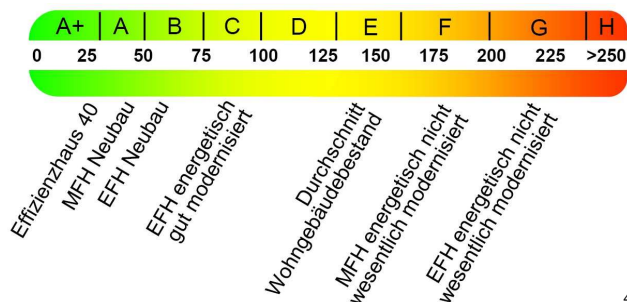 A+ A B C D E F G H
0 25 50 75 100 125 150 175 200 225 >250
Effizienzhaus 40
MFH Neubau
EFH Neubau
EFH energetisch
gut modernisiert
Durchschnitt
Wohngebäudebestand
MFH energetisch nicht
wesentlich modernisiert
EFH energetisch nicht
wesentlich modernisiert